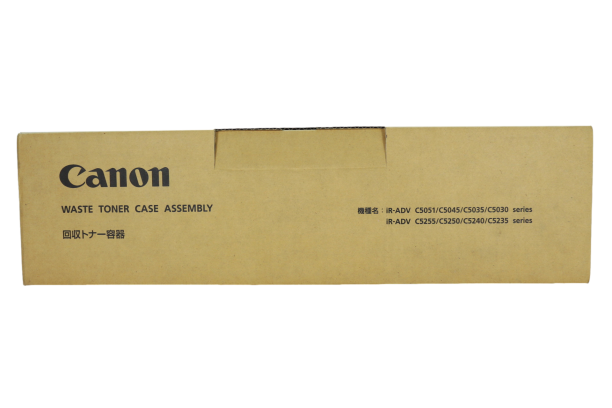 Canon
WASTE TONER CASE ASSEMBLY
回収トナー容器
機種名：iR-ADV C5051/C5045/C5035/C5030 series
iR-ADV C5255/C5250/C5240/C5235 series